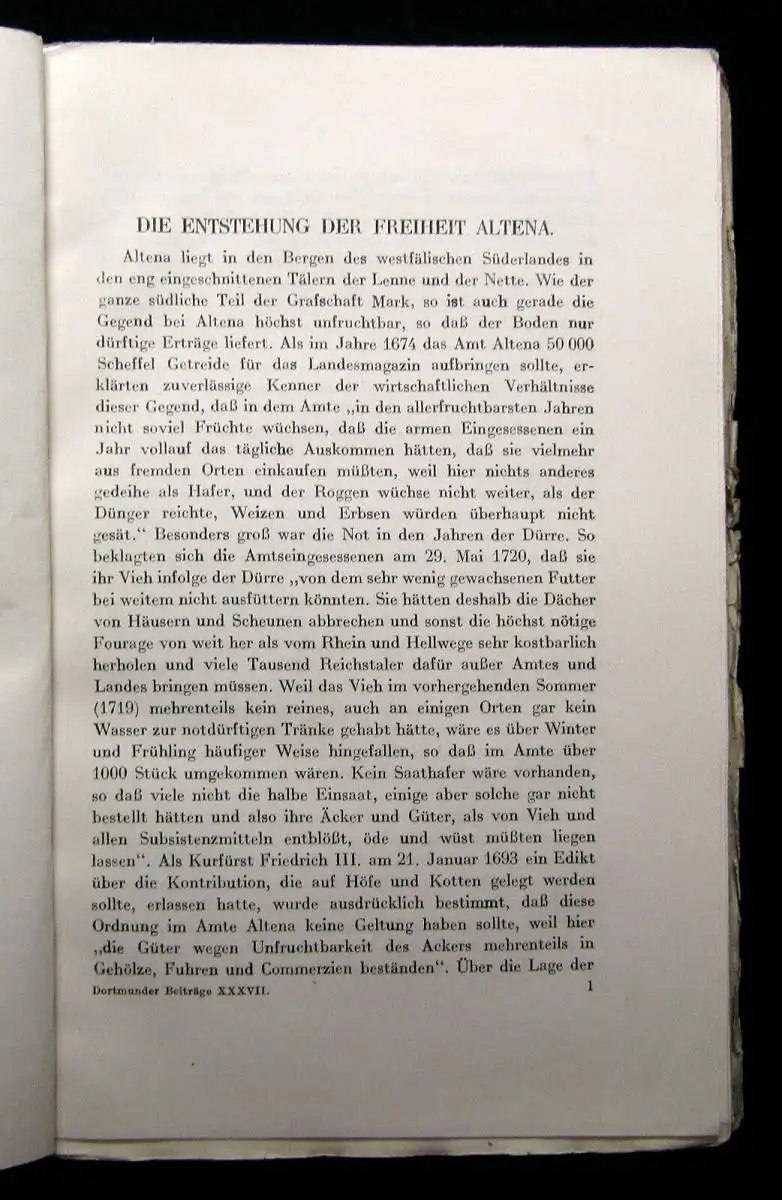 DIE ENTSTEHUNG DER FREIHEIT ALTENA.
Altena liegt in den Bergen des westfälischen Süderlandes in
den eng eingeschnittenen Tälern der Lenne und der Nette. Wie der
ganze südliche Teil der Grafschaft Mark, so ist auch gerade die
Gegend bei Altena höchst unfruchtbar, so daß der Boden nur
dürftige Erträge liefert. Als im Jahre 1674 das Amt Altena 50 000
Scheffel Getreide für das Landesmagazin aufbringen sollte, er-
klärten zuverlässige Kenner der wirtschaftlichen Verhältnisse
dieser Gegend, daß in dem Amte „in den allerfruchtbarsten Jahren
nicht soviel Früchte wüchsen, daß die armen Eingesessenen ein
Jahr vollauf das tägliche Auskommen hätten, daß sie vielmehr
aus fremden Orten einkaufen müßten, weil hier nichts anderes
gedeihe als Hafer, und der Roggen wüchse nicht weiter, als der
Dünger reichte, Weizen und Erbsen würden überhaupt nicht
gesät.“ Besonders groß war die Not in den Jahren der Dürre. So
beklagten sich die Amtseingesessenen am 29. Mai 1720, daß sie
ihr Vieh infolge der Dürre „von dem sehr wenig gewachsenen Futter
bei weitem nicht ausfüttern könnten. Sie hätten deshalb die Dächer
von Häusern und Scheunen abbrechen und sonst die höchst nötige
Fourage von weit her als vom Rhein und Hellwege sehr kostbarlich
herholen und viele Tausend Reichstaler dafür außer Amtes und
Landes bringen müssen. Weil das Vieh im vorhergehenden Sommer
(1719) mehrenteils kein reines, auch an einigen Orten gar kein
Wasser zur notdürftigen Tränke gehabt hätte, wäre es über Winter
und Frühling häufiger Weise hingefallen, so daß im Amte über
1000 Stück umgekommen wären. Kein Saathafer wäre vorhanden,
so daß viele nicht die halbe Einsaat, einige aber solche gar nicht
bestellt hätten und also ihre Äcker und Güter, als von Vieh und
allen Subsistenzmitteln entblößt, öde und wüst müßten liegen
lassen“. Als Kurfürst Friedrich III. am 21. Januar 1693 ein Edikt
über die Kontribution, die auf Höfe und Kotten gelegt werden
sollte, erlassen hatte, wurde ausdrücklich bestimmt, daß diese
Ordnung im Amte Altena keine Geltung haben sollte, weil hier
„die Güter wegen Unfruchtbarkeit des Ackers mehrenteils in
Gehölze, Fuhren und Commerzien beständen“. Über die Lage der
Dortmunder Beiträge XXXVII. 1